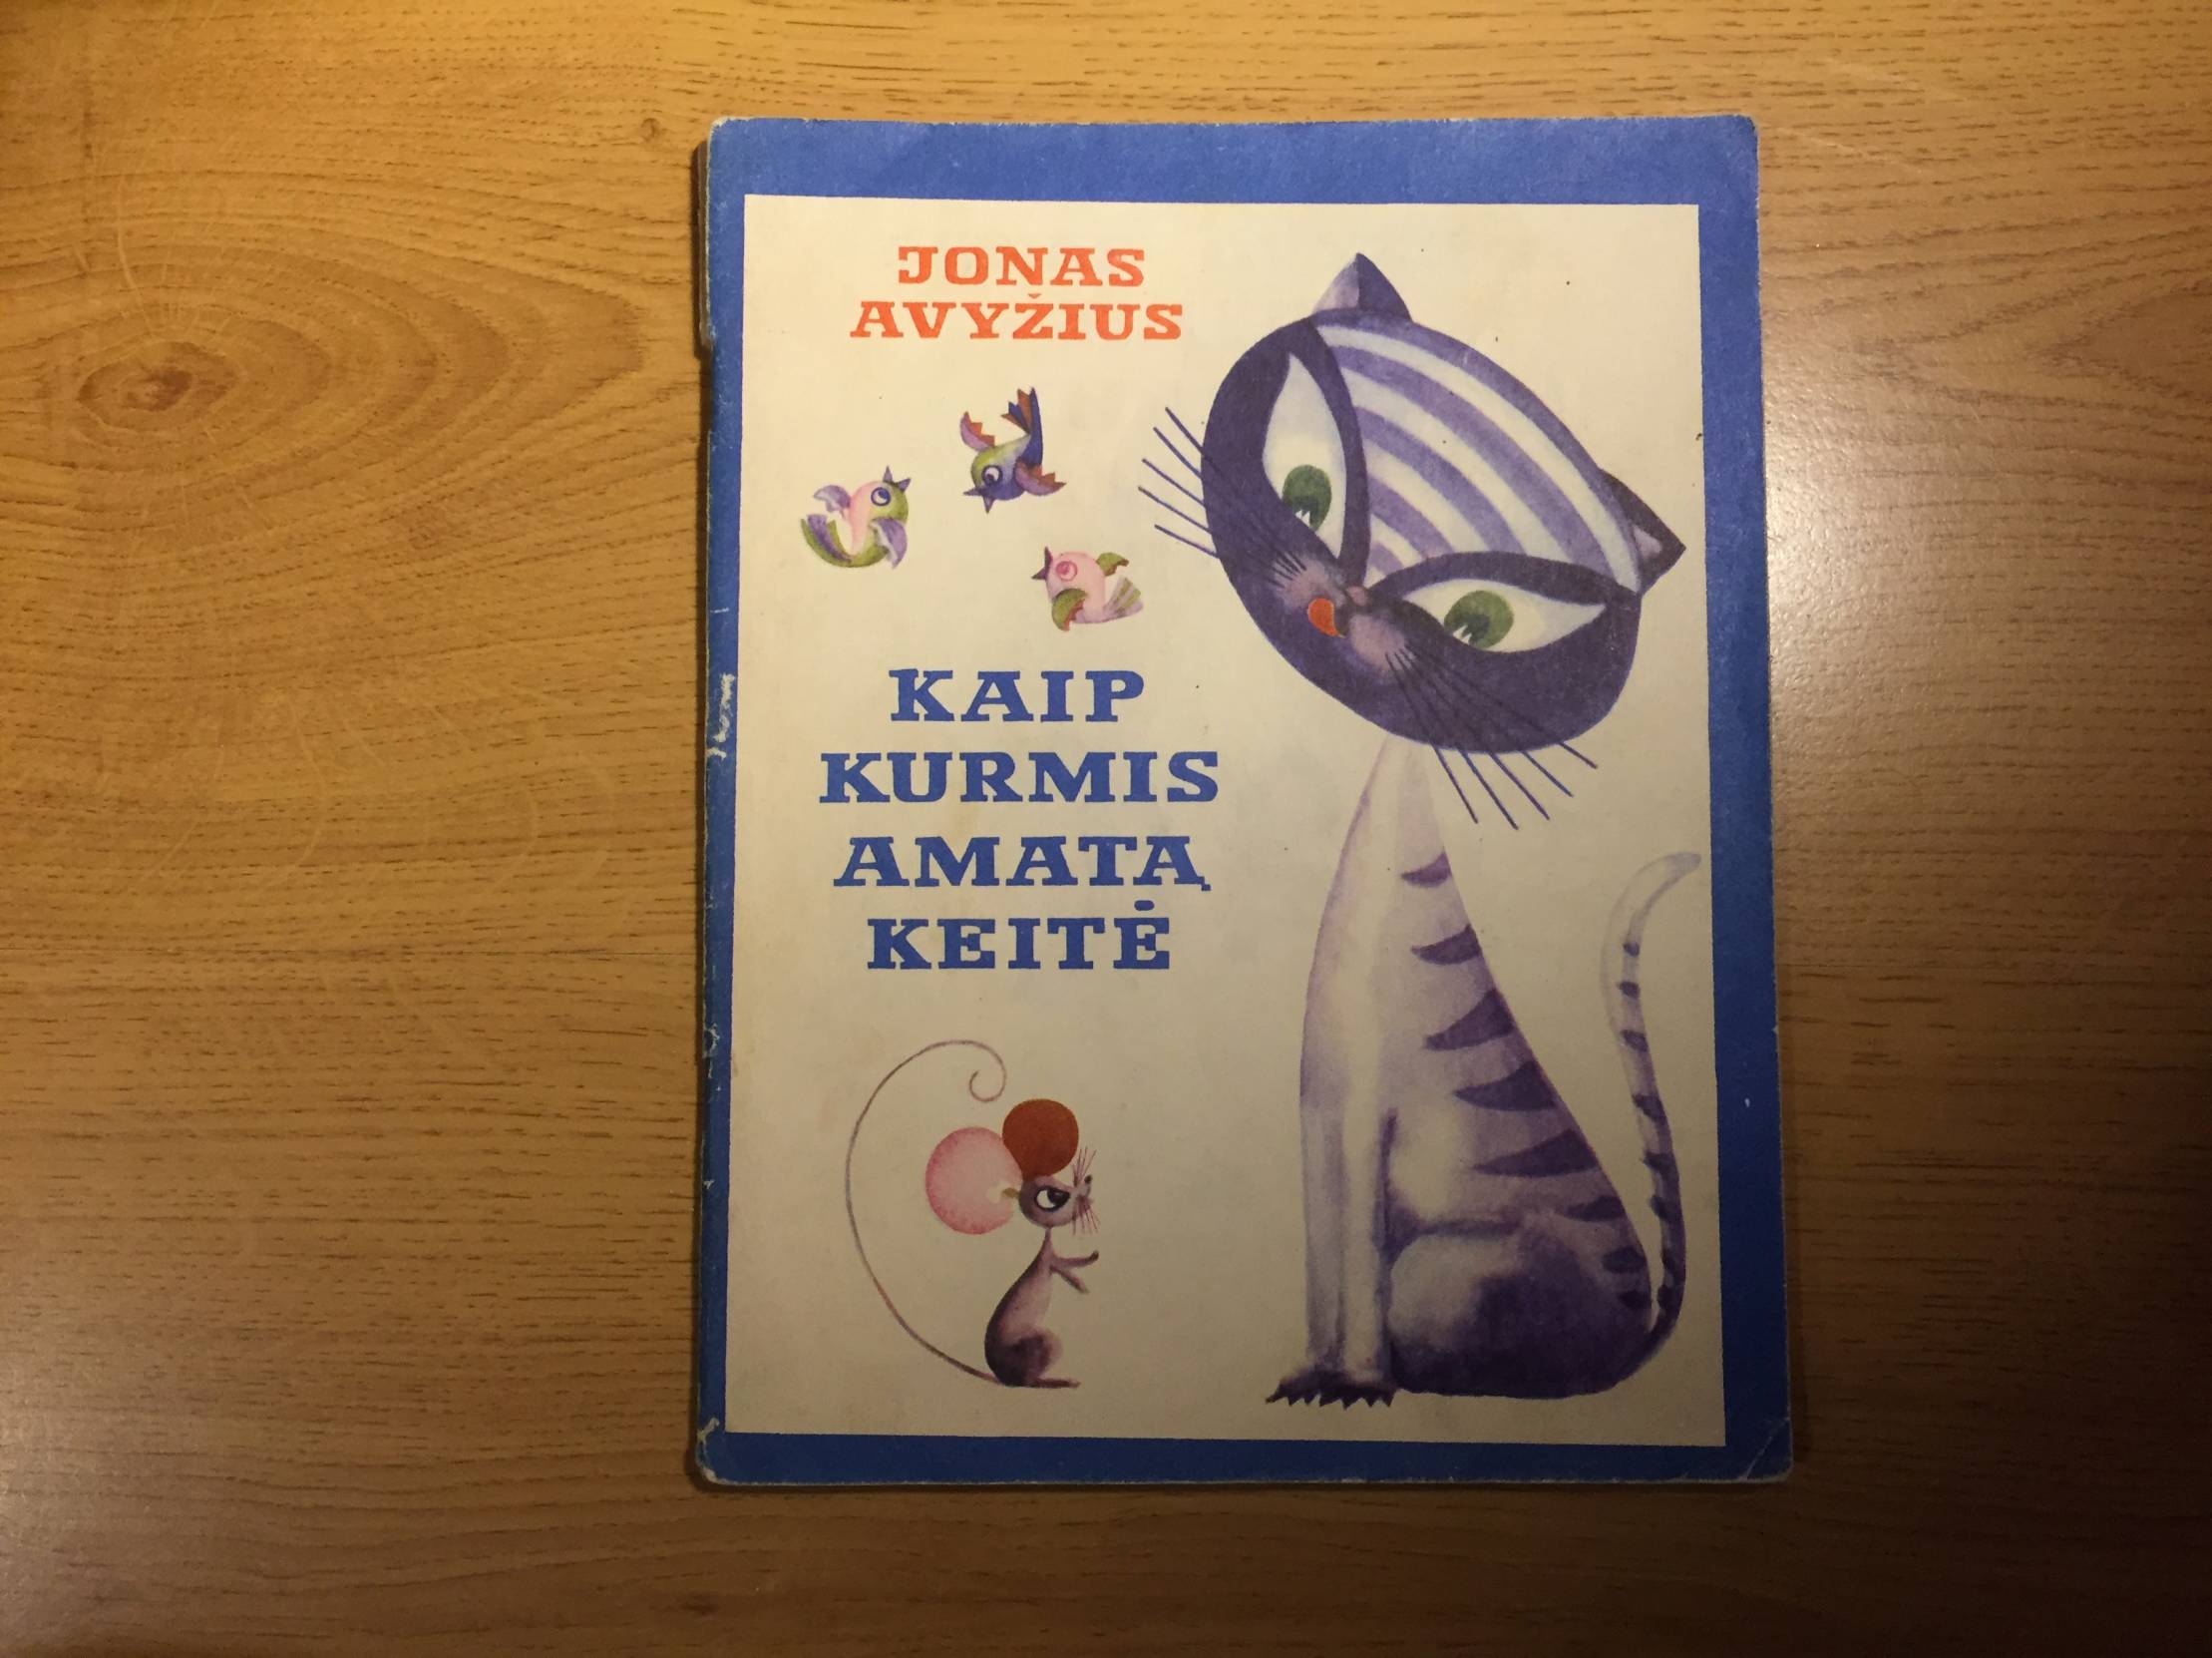 JONAS
AVYŽIUS
KAIP
KURMIS
AMATĄ
KEITĖ